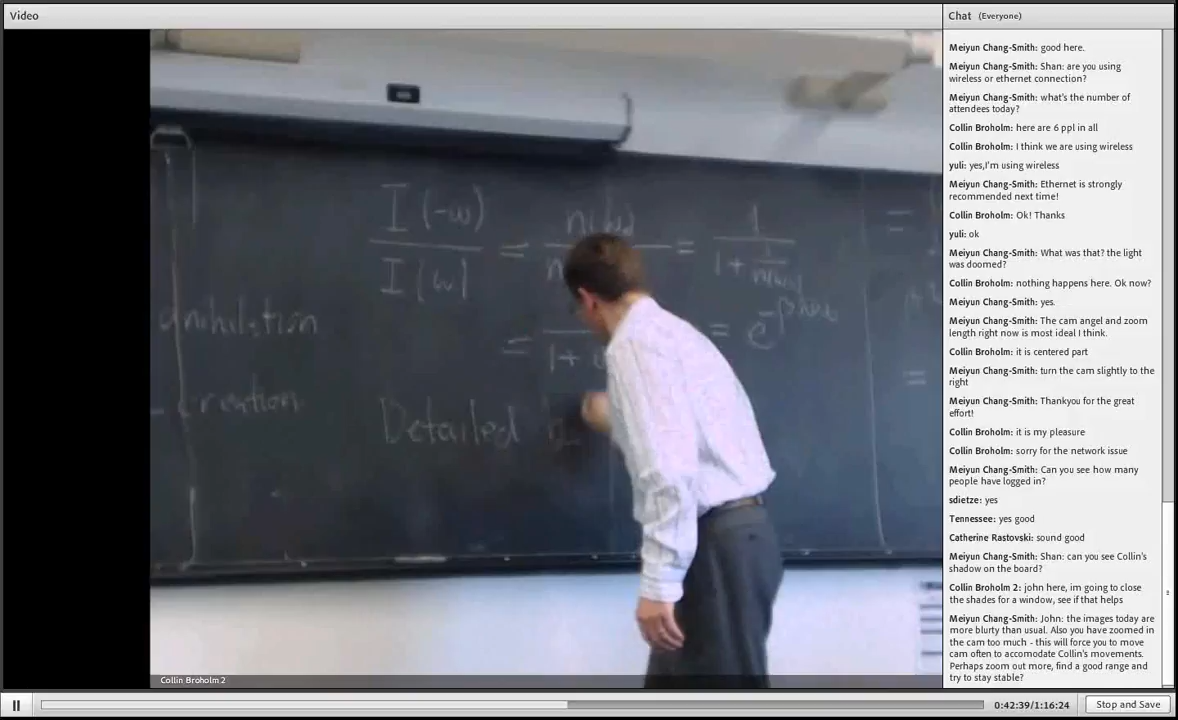 Video
Chat (Everyone)
Meiyun Chang-Smith: good here.
Meiyun Chang-Smith: Shan: are you using
wireless or ethernet connection?
Meiyun Chang-Smith: what's the number of
attendees today?
Collin Broholm: here are 6 ppl in all
Collin Broholm: I think we are using wireless
yuli: yes,I'm using wireless
Meiyun Chang-Smith: Ethernet is strongly
recommended next time!
Collin Broholm: Ok! Thanks
yuli: ok
Meiyun Chang-Smith: What was that? the light
was doomed?
Collin Broholm: nothing happens here. Ok now?
Meiyun Chang-Smith: yes.
Meiyun Chang-Smith: The cam angel and zoom
length right now is most ideal I think.
Collin Broholm: it is centered part
Meiyun Chang-Smith: turn the cam slightly to the
right
Meiyun Chang-Smith: Thankyou for the great
effort!
Collin Broholm: it is my pleasure
Collin Broholm: sorry for the network issue
Meiyun Chang-Smith: Can you see how many
people have logged in?
sdietze: yes
Tennessee: yes good
Catherine Rastovski: sound good
Meiyun Chang-Smith: Shan: can you see Collin's
shadow on the board?
Collin Broholm 2: john here, im going to close
the shades for a window, see if that helps
Meiyun Chang-Smith: John: the images today are
more blurty than usual. Also you have zoomed in
the cam too much - this will force you to move
cam often to accomodate Collin's movements.
Perhaps zoom out more, find a good range and
try to stay stable?
I(-ω) / I(ω) = n(ω) / n = 1 / 1 + 1/n(ω)
annihilation
= 1 + = e^-βħω
creation
Detailed
Collin Broholm 2
0:42:39/1:16:24
Stop and Save